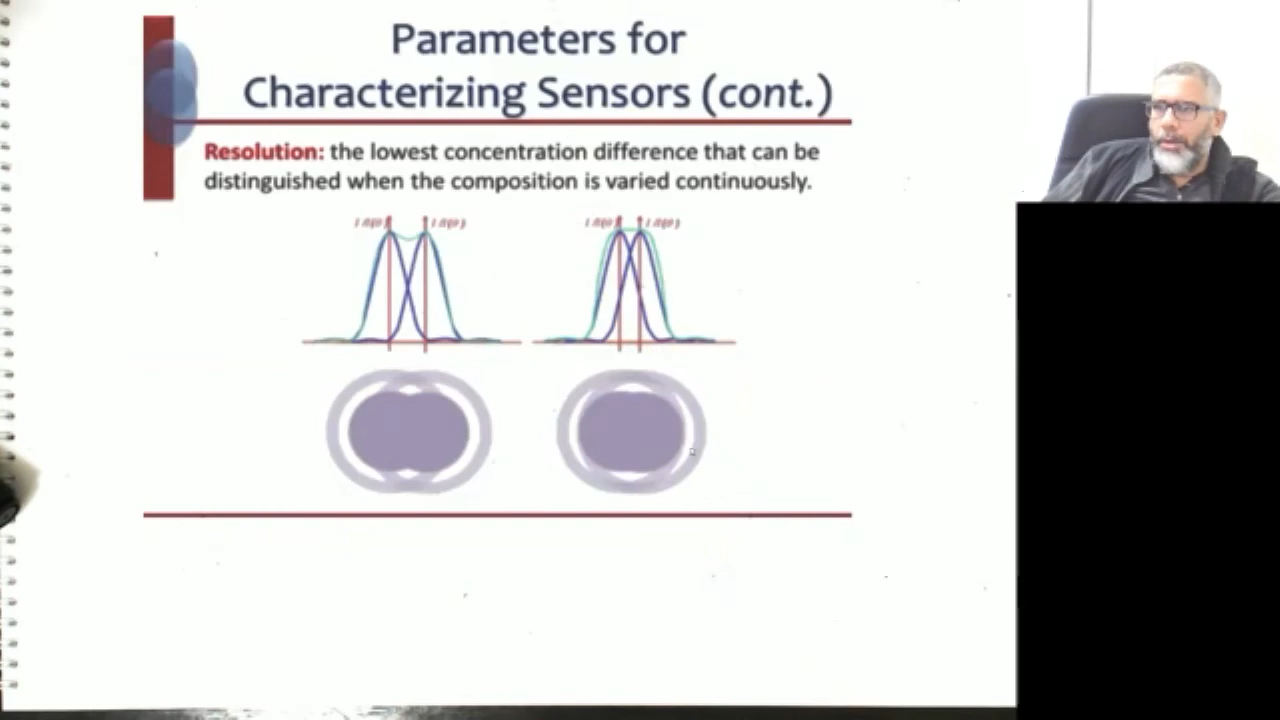 Parameters for
Characterizing Sensors (cont.)
Resolution: the lowest concentration difference that can be
distinguished when the composition is varied continuously.